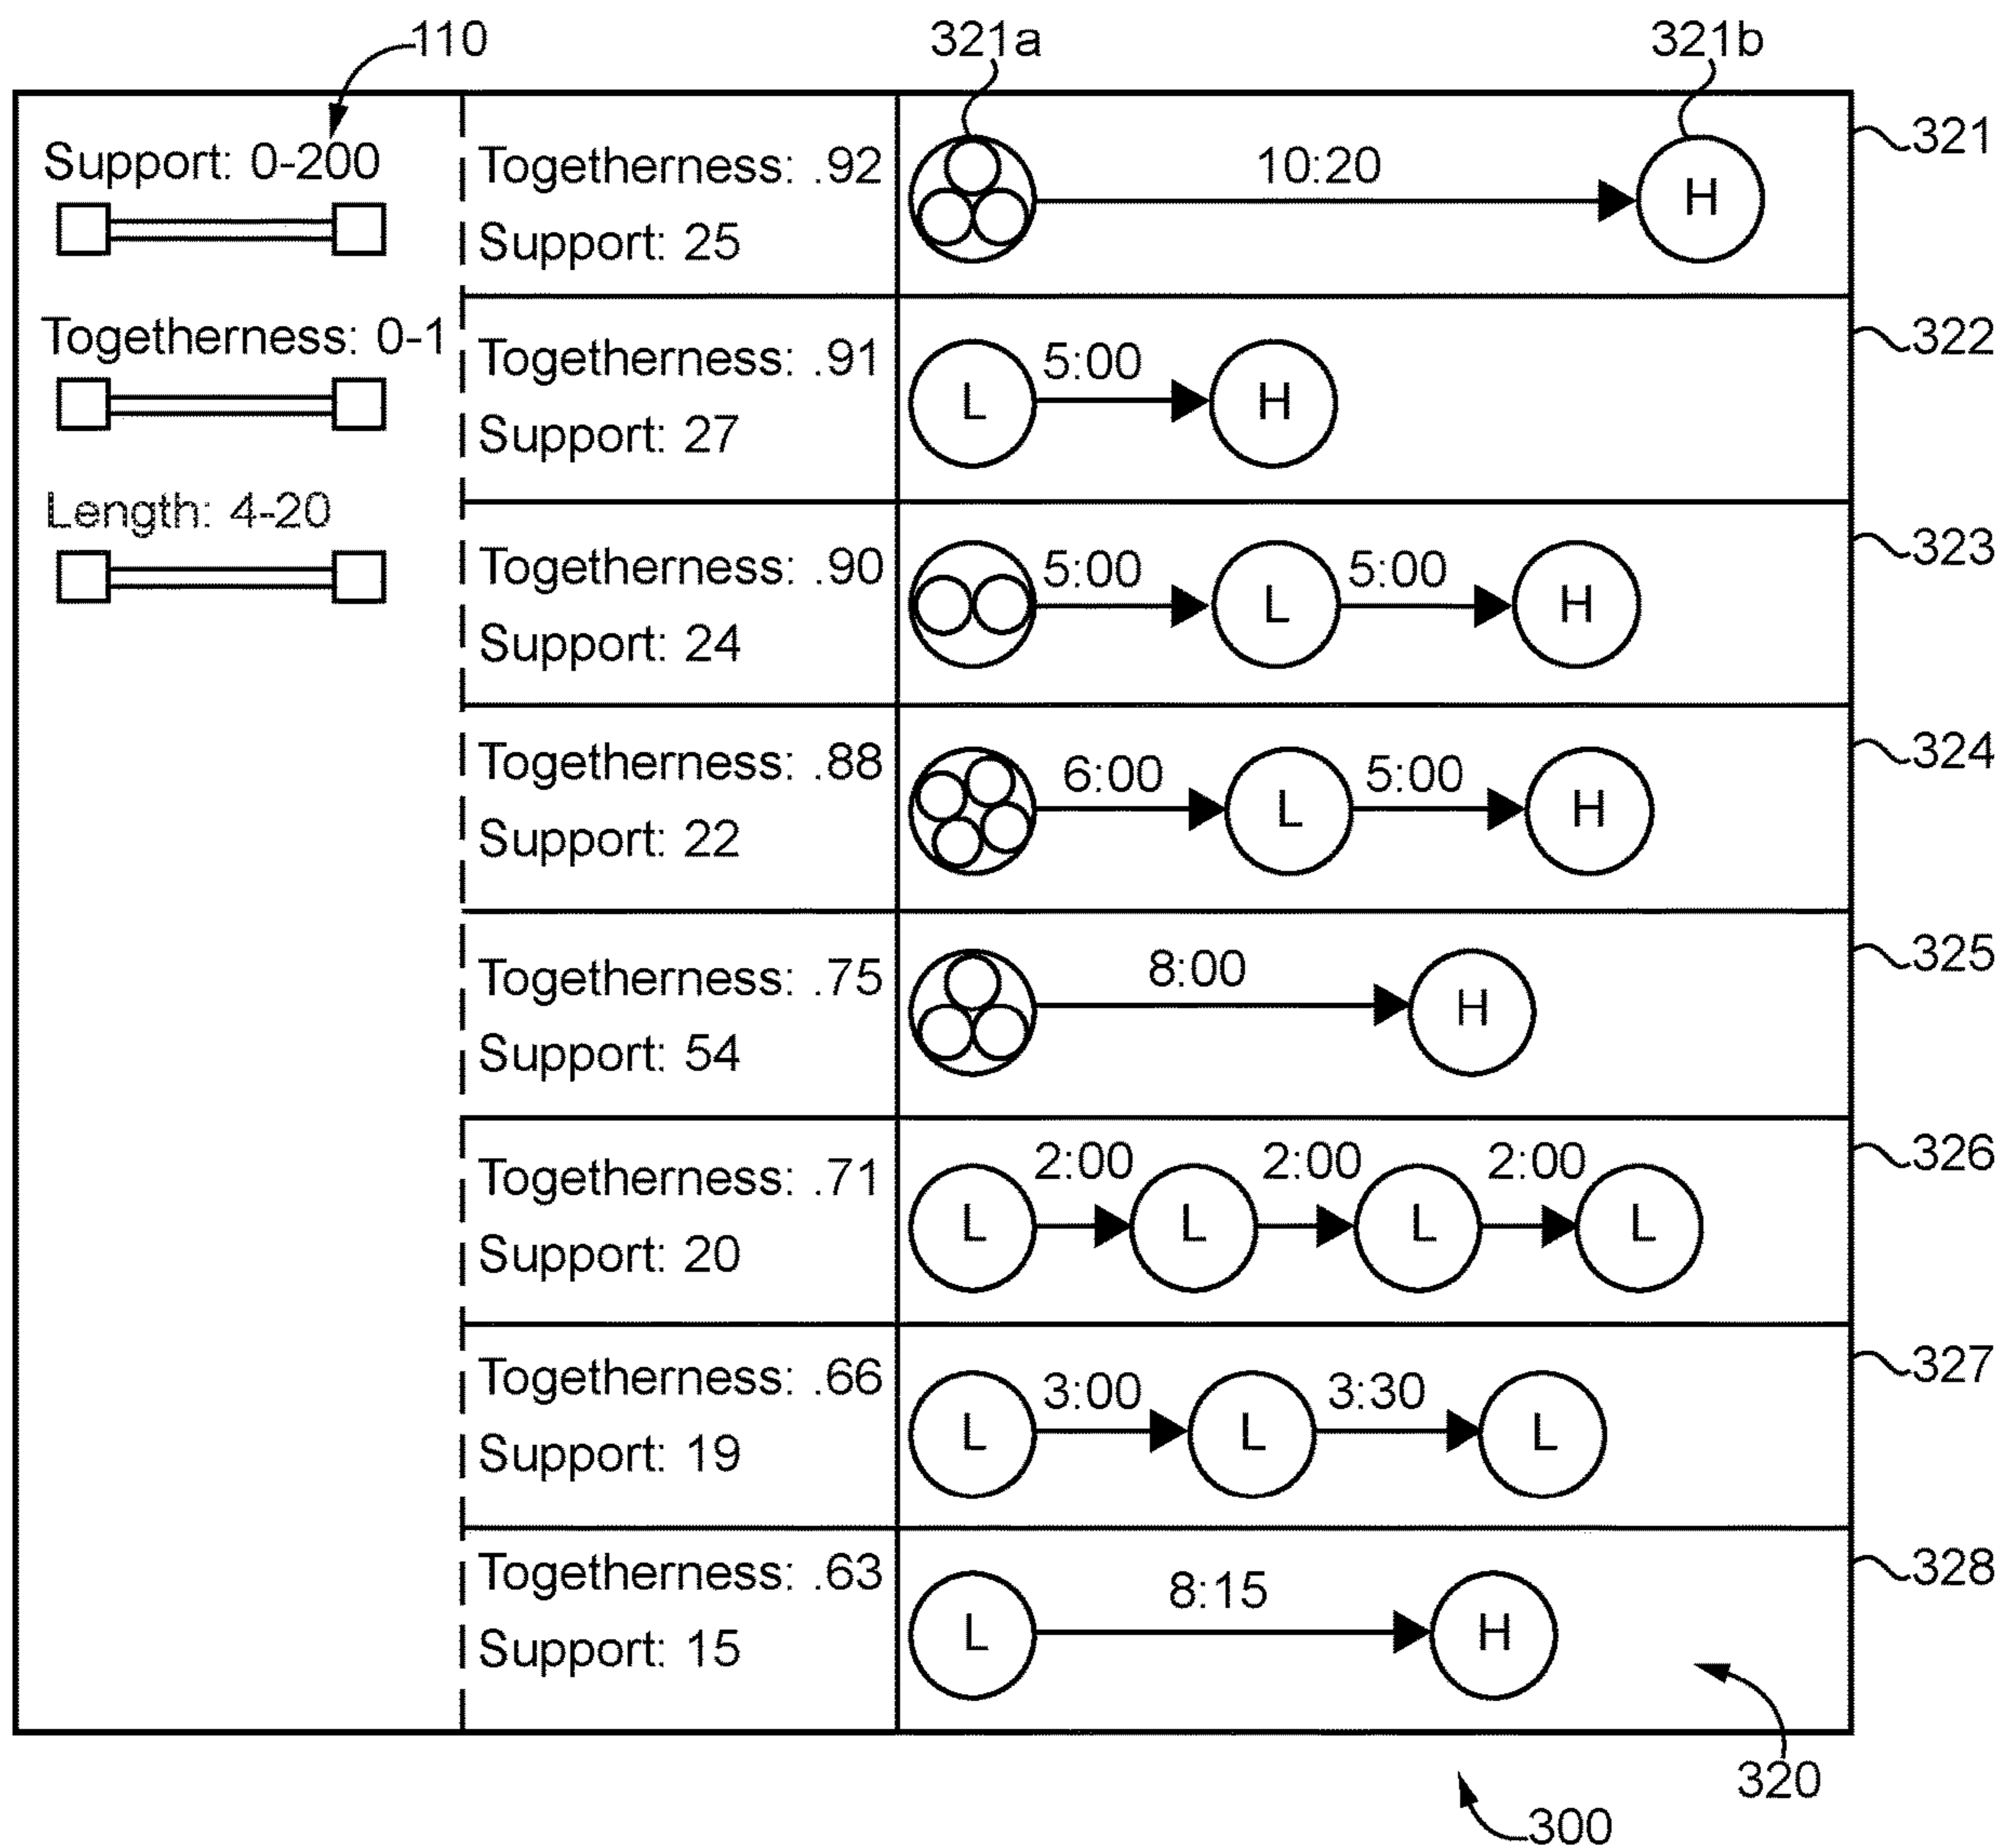 110
321a
321b
Support: 0-200
Togetherness: 0-1
Length: 4-20
Togetherness: .92
Support: 25
10:20
H
321
Togetherness: .91
Support: 27
L
5:00
H
322
Togetherness: .90
Support: 24
5:00
L
5:00
H
323
Togetherness: .88
Support: 22
6:00
L
5:00
H
324
Togetherness: .75
Support: 54
8:00
H
325
Togetherness: .71
Support: 20
L
2:00
L
2:00
L
2:00
L
326
Togetherness: .66
Support: 19
L
3:00
L
3:30
L
327
Togetherness: .63
Support: 15
L
8:15
H
328
320
300